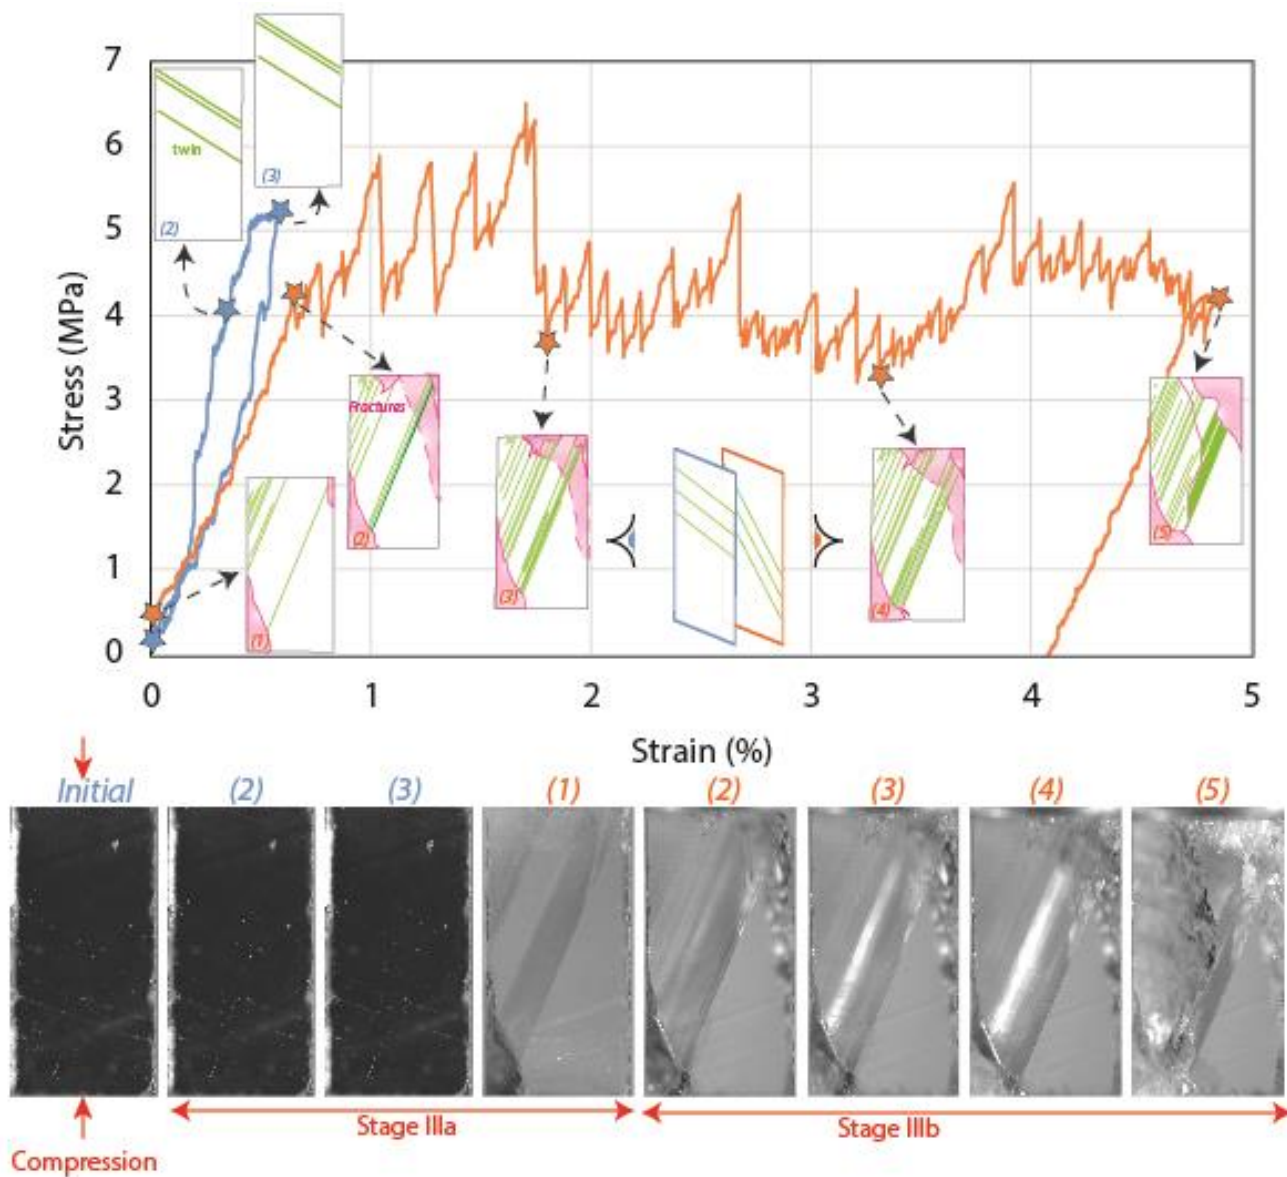 7
6
5
4
3
2
1
0
Stress (MPa)
twin
(2)
(3)
Fractures
(1)
(2)
(3)
(4)
(5)
0 1 2 3 4 5
Strain (%)
Initial (2) (3) (1) (2) (3) (4) (5)
Stage IIIa
Stage IIIb
Compression